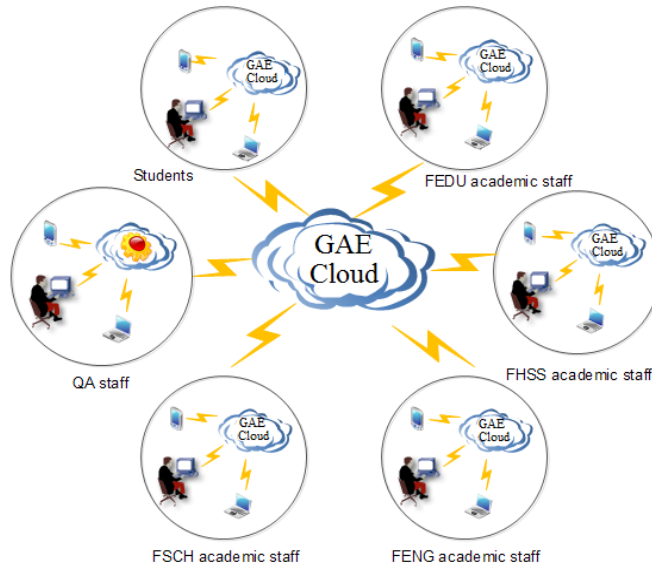 GAE
Cloud
GAE
Cloud
Students
FEDU academic staff
GAE
Cloud
GAE
Cloud
QA staff
FHSS academic staff
GAE
Cloud
GAE
Cloud
FSCH academic staff
FENG academic staff